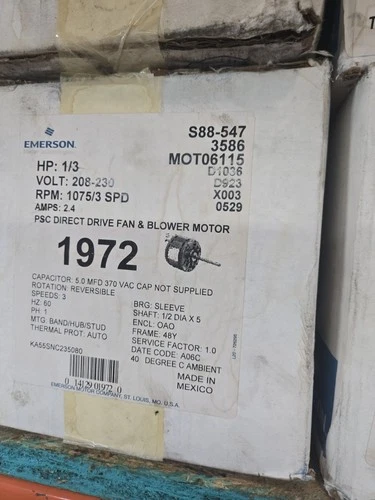 EMERSON
HP: 1/3
VOLT: 208-230
RPM: 1075/3 SPD
AMPS: 2.4
S88-547
3586
MOT06115
D1036
D923
X003
0529
PSC DIRECT DRIVE FAN & BLOWER MOTOR
1972
CAPACITOR: 5.0 MFD 370 VAC CAP NOT SUPPLIED
ROTATION: REVERSIBLE
SPEEDS: 3
HZ: 60
PH: 1
MTG: BAND/HUB/STUD
THERMAL PROT: AUTO
BRG: SLEEVE
SHAFT: 1/2 DIA X 5
ENCL: OAO
FRAME: 48Y
SERVICE FACTOR: 1.0
DATE CODE: A06C
40 DEGREE C AMBIENT
KA55SNC235080
MADE IN
MEXICO
0 14129 01972 0
EMERSON MOTOR COMPANY, ST. LOUIS, MO. U.S.A.